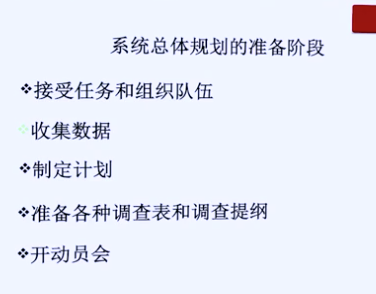 系统总体规划的准备阶段
❖接受任务和组织队伍
❖收集数据
❖制定计划
❖准备各种调查表和调查提纲
❖开动员会